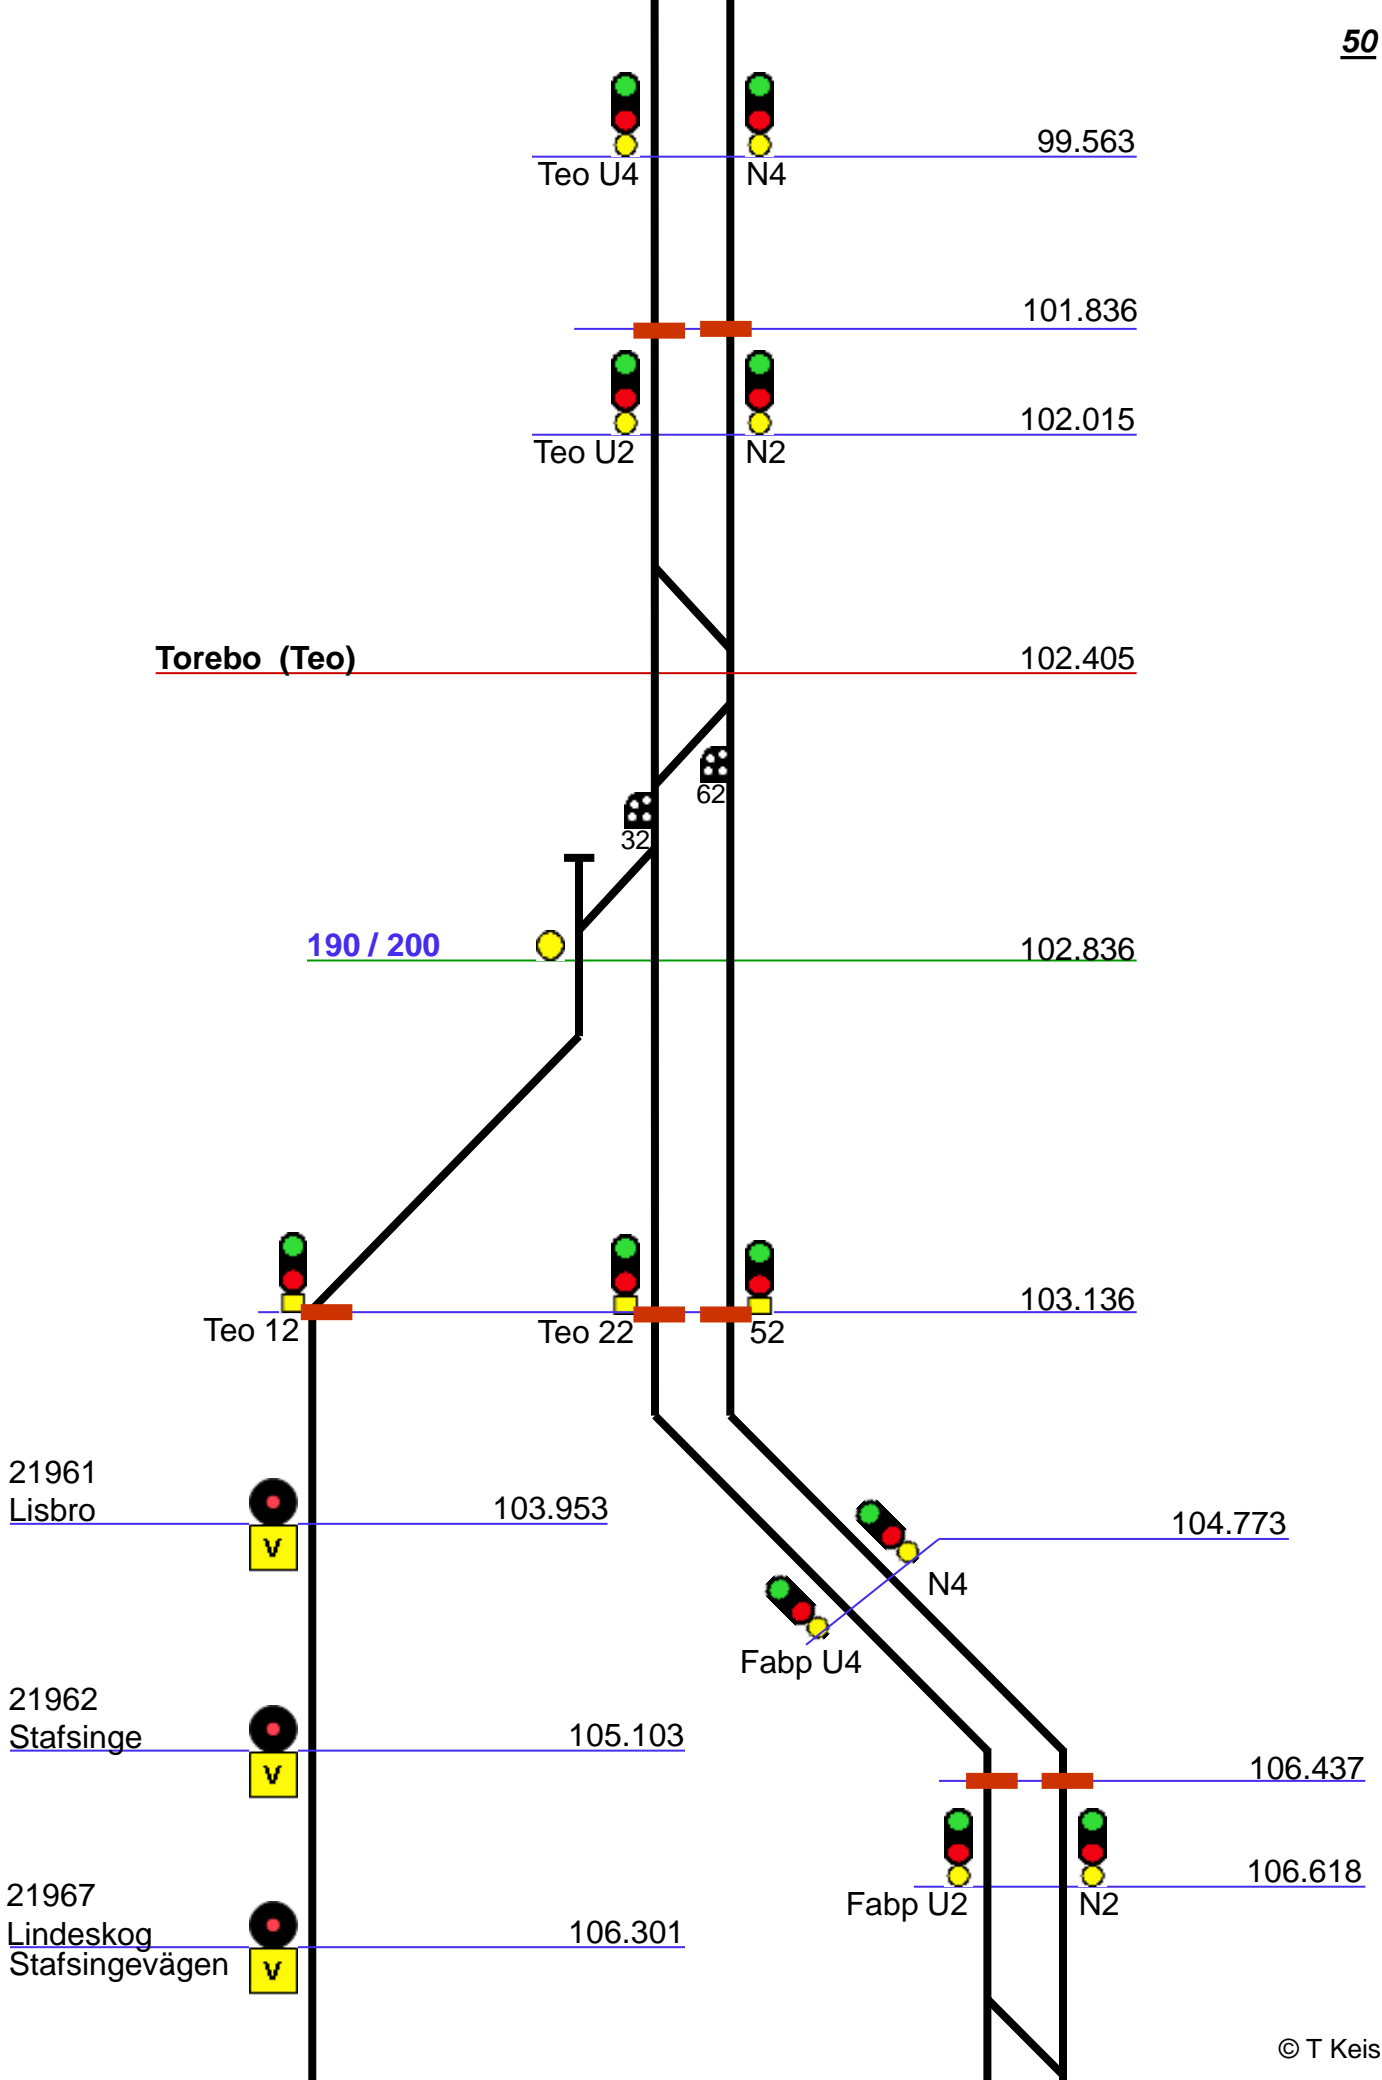 50
99.563
Teo U4 N4
101.836
102.015
Teo U2 N2
Torebo (Teo) 102.405
62
32
190 / 200 102.836
103.136
Teo 12 Teo 22 52
21961
Lisbro 103.953
V
104.773
N4
Fabp U4
21962
Stafsinge 105.103
V
106.437
106.618
Fabp U2 N2
21967
Lindeskog 106.301
Stafsingevägen
V
© T Keis